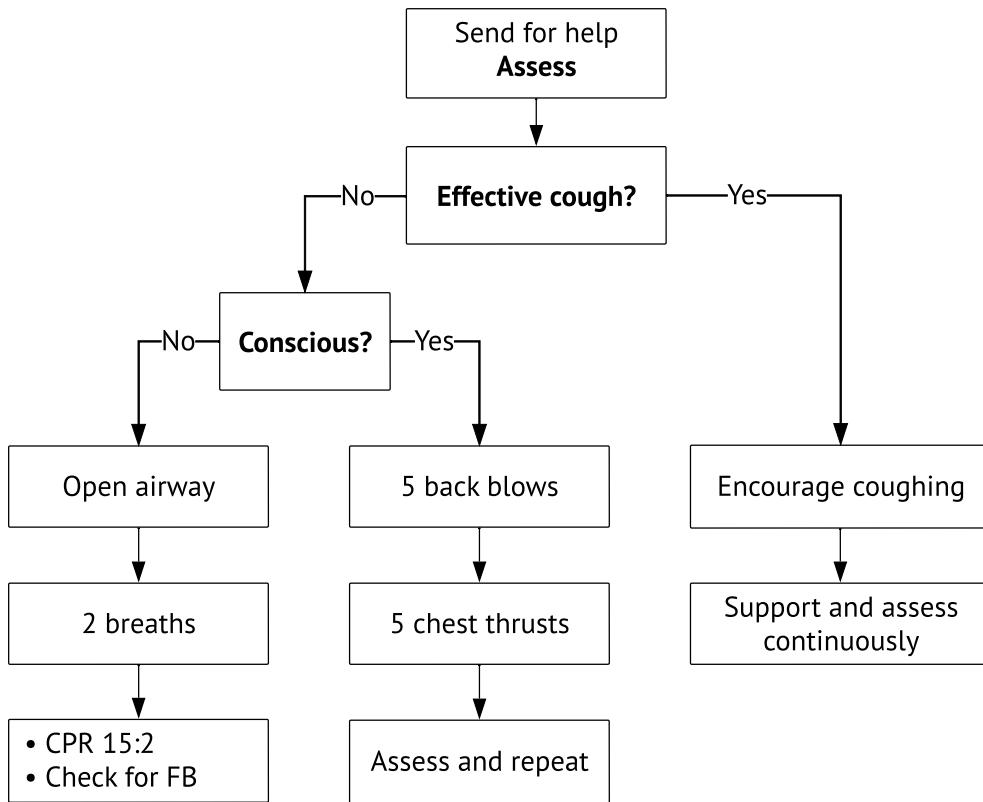 Send for help
Assess
Effective cough?
No
Yes
Conscious?
No
Yes
Open airway
5 back blows
Encourage coughing
2 breaths
5 chest thrusts
Support and assess
continuously
• CPR 15:2
• Check for FB
Assess and repeat